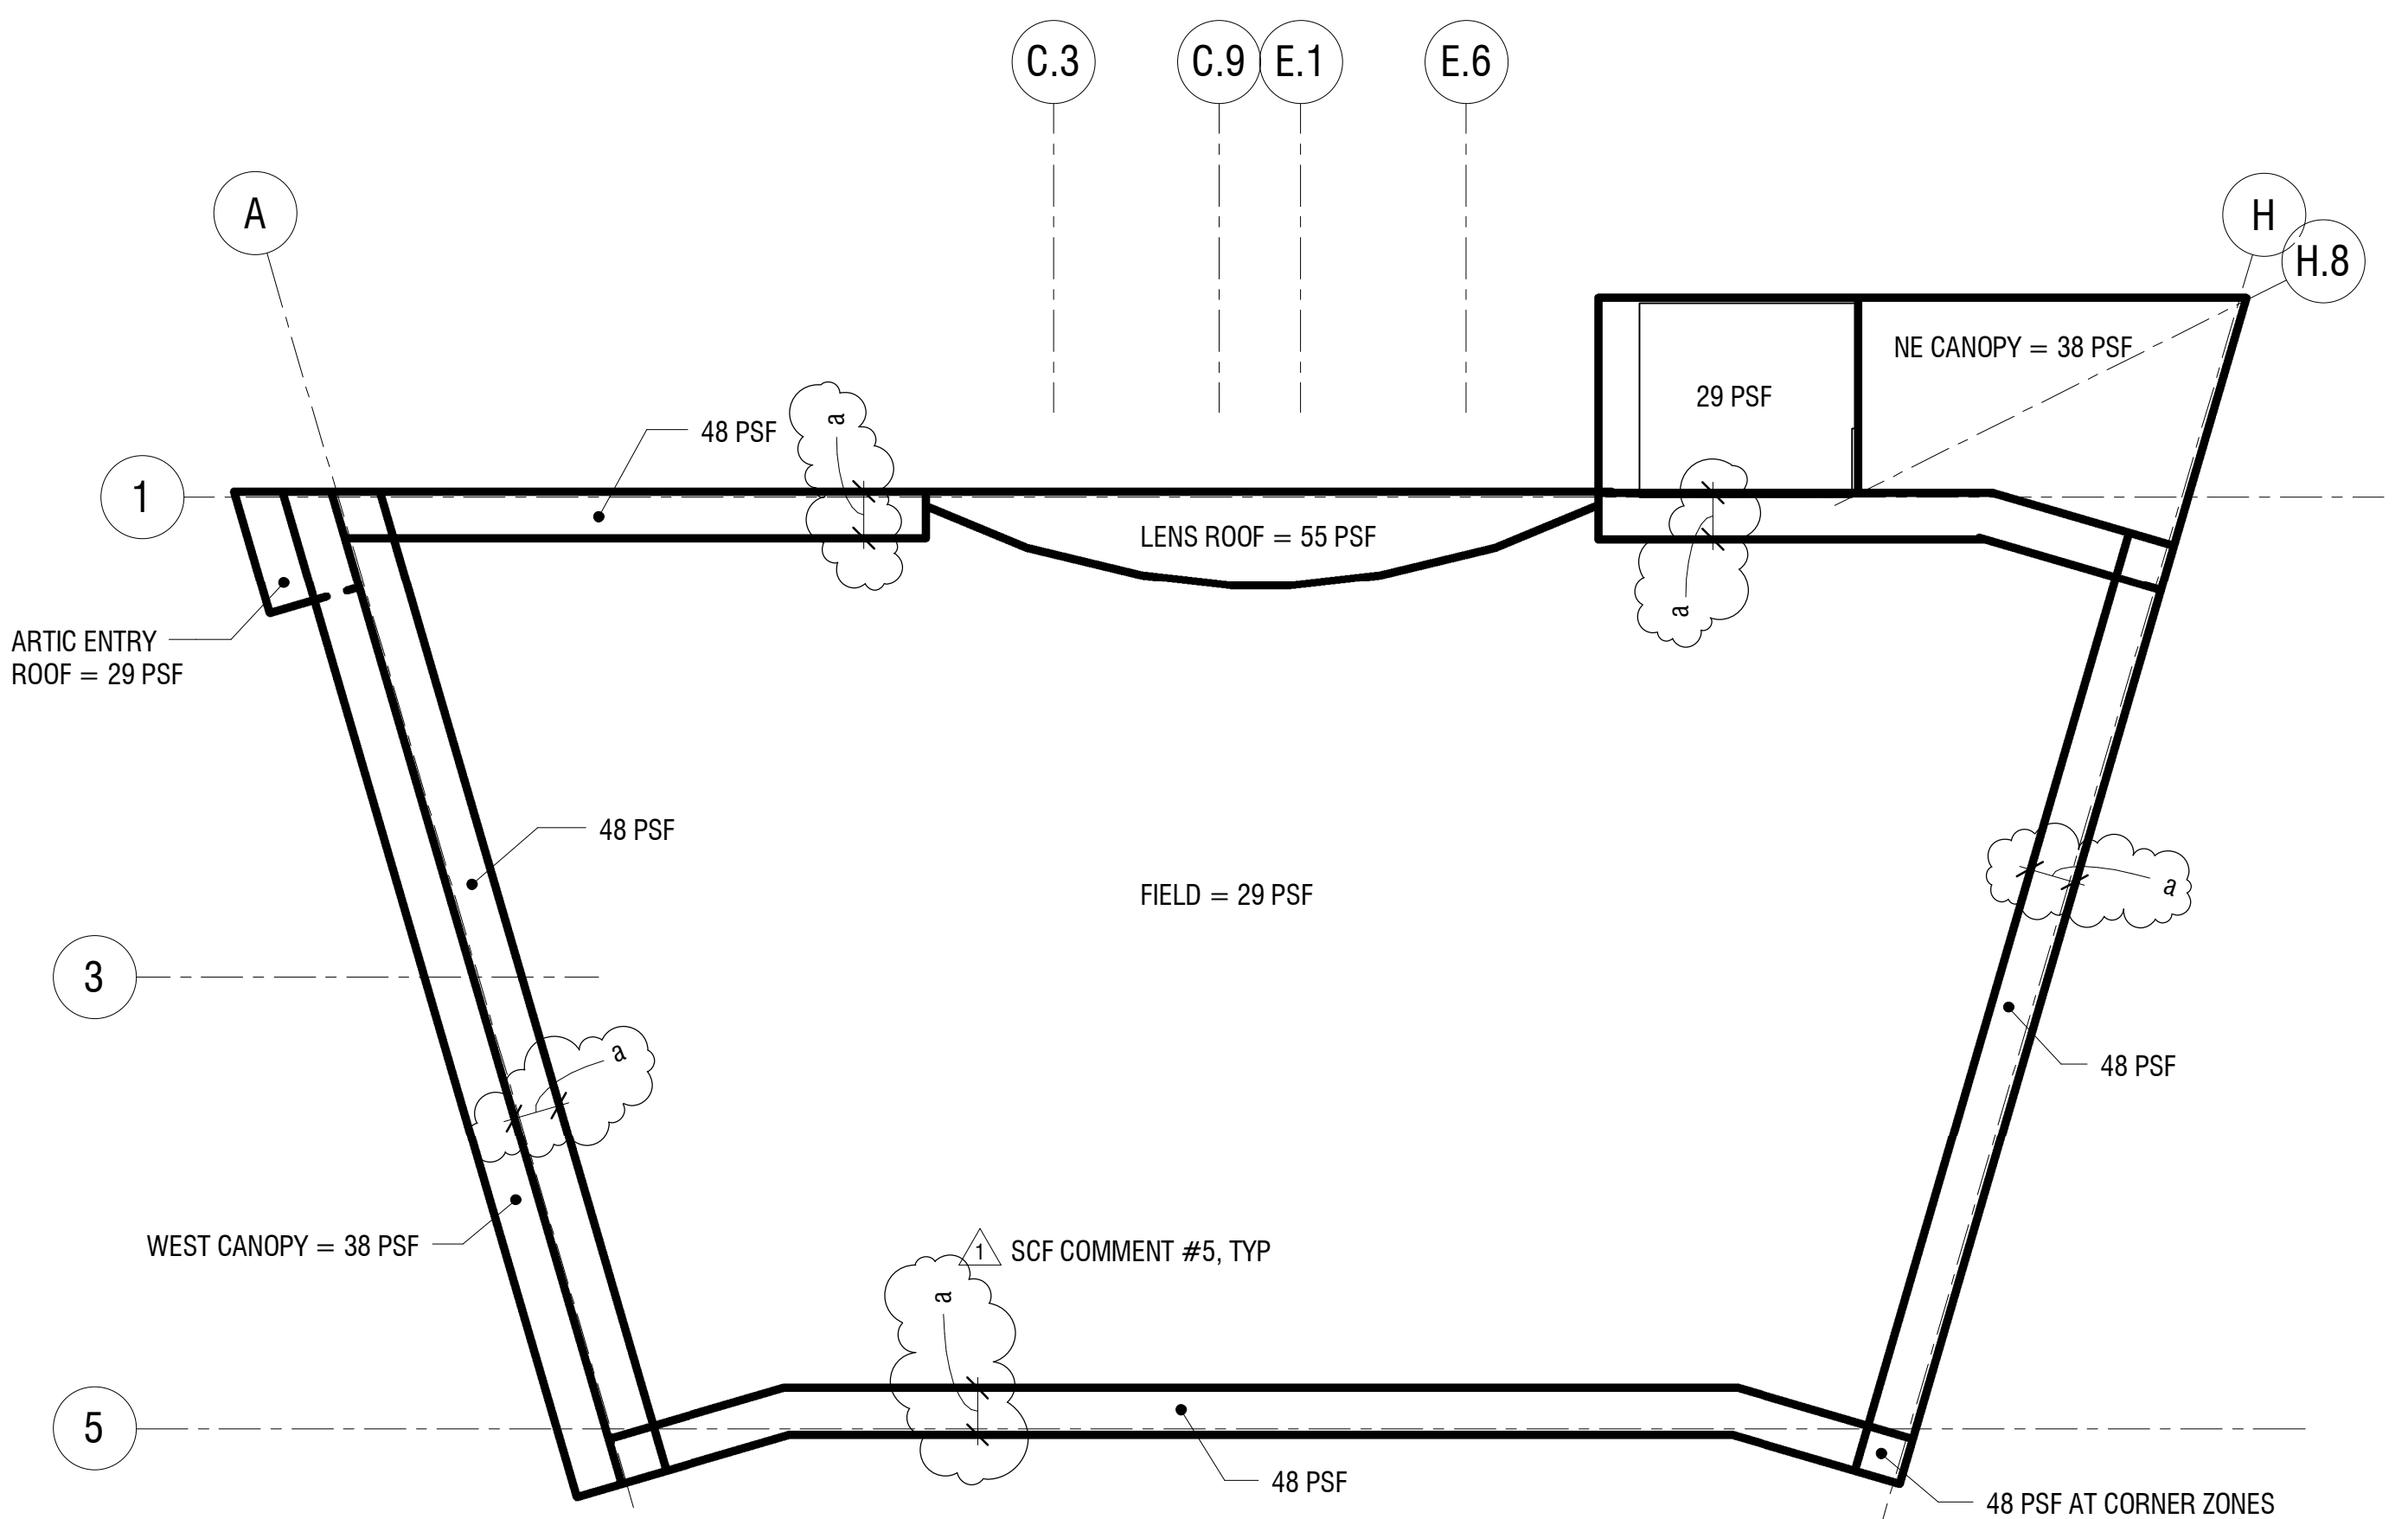 C.3
C.9
E.1
E.6
A
H
H.8
NE CANOPY = 38 PSF
29 PSF
48 PSF
a
1
LENS ROOF = 55 PSF
a
ARTIC ENTRY
ROOF = 29 PSF
48 PSF
FIELD = 29 PSF
a
3
a
48 PSF
WEST CANOPY = 38 PSF
1
SCF COMMENT #5, TYP
a
5
48 PSF
48 PSF AT CORNER ZONES